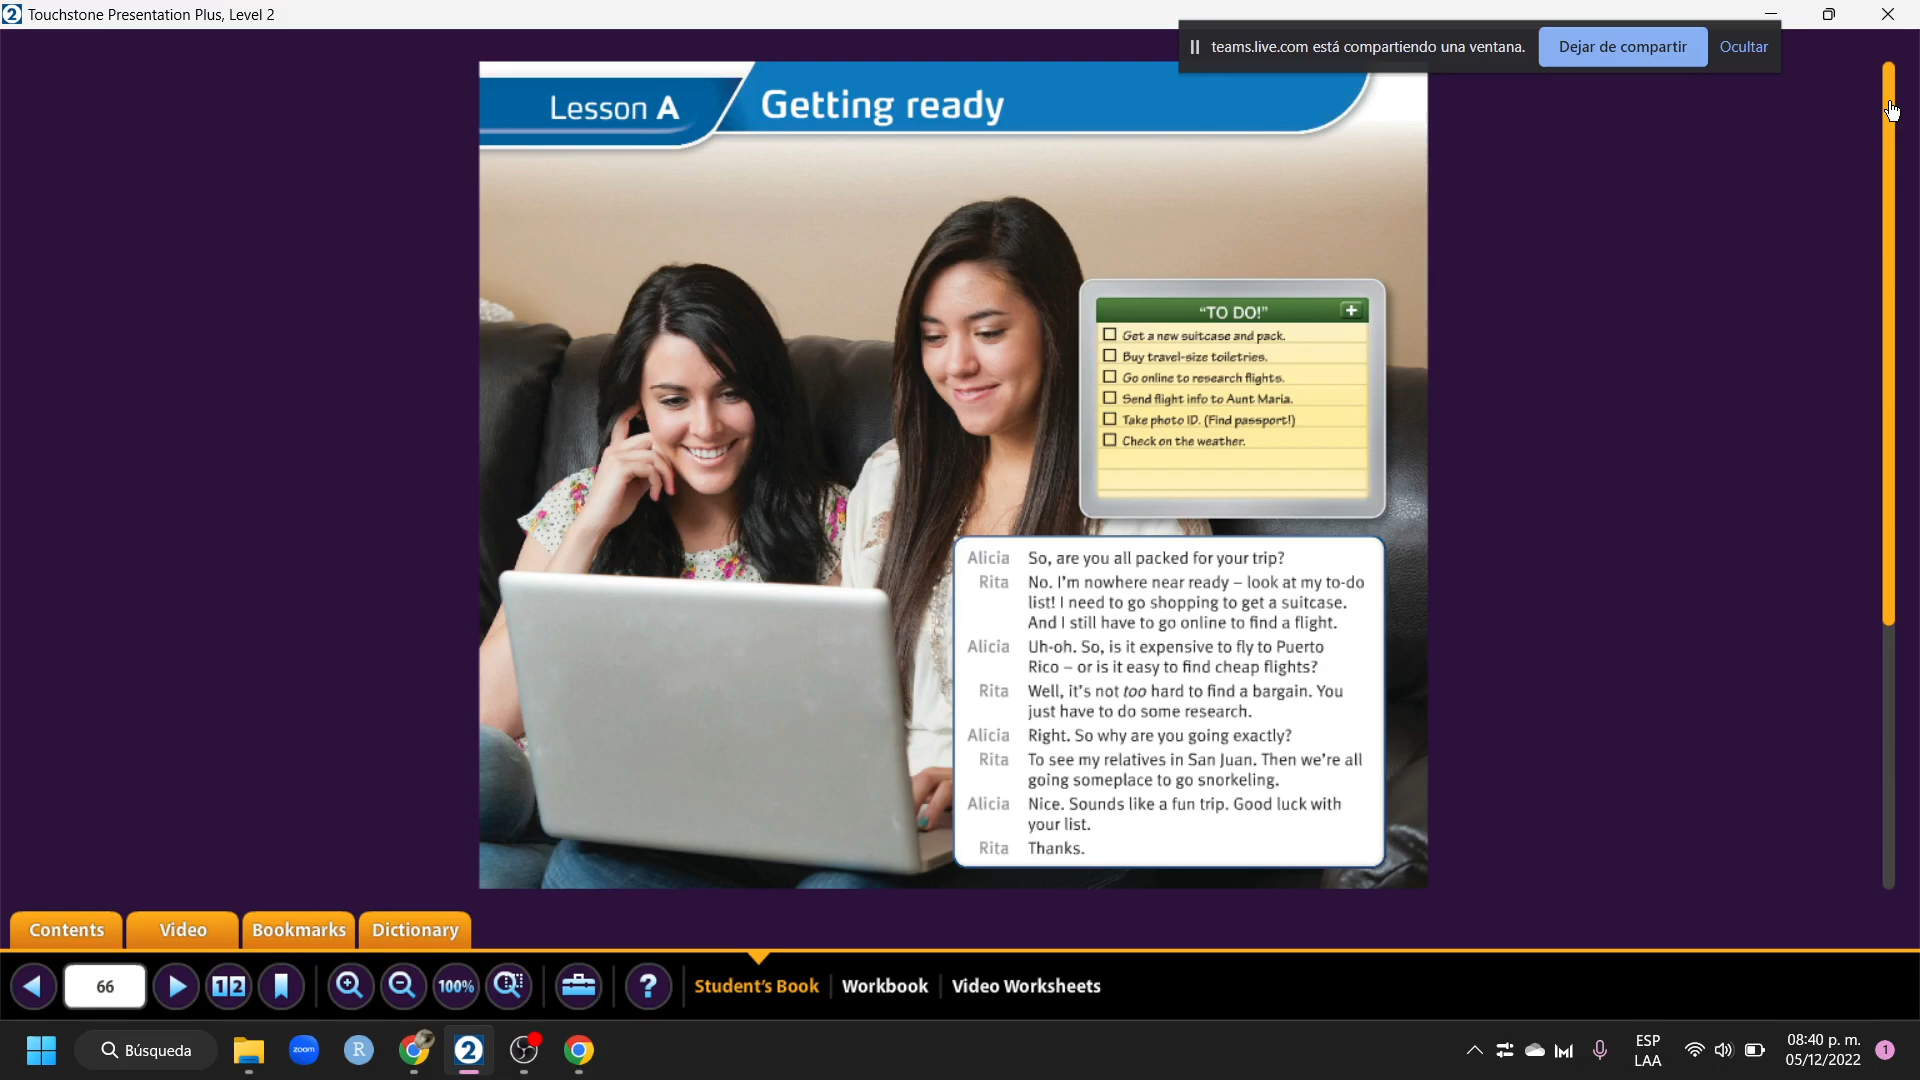 Touchstone Presentation Plus, Level 2
teams.live.com está compartiendo una ventana. Dejar de compartir Ocultar
Lesson A Getting ready
"TO DO!" +
Get a new suitcase and pack.
Buy travel-size toiletries.
Go online to research flights.
Send flight info to Aunt Maria.
Take photo ID. (Find passport!)
Check on the weather.
Alicia So, are you all packed for your trip?
Rita No. I'm nowhere near ready – look at my to-do
list! I need to go shopping to get a suitcase.
And I still have to go online to find a flight.
Alicia Uh-oh. So, is it expensive to fly to Puerto
Rico – or is it easy to find cheap flights?
Rita Well, it's not too hard to find a bargain. You
just have to do some research.
Alicia Right. So why are you going exactly?
Rita To see my relatives in San Juan. Then we're all
going someplace to go snorkeling.
Alicia Nice. Sounds like a fun trip. Good luck with
your list.
Rita Thanks.
Contents Video Bookmarks Dictionary
66 12 100% ? Student's Book Workbook Video Worksheets
Búsqueda zoom R 2 ESP 08:40 p. m.
LAA 05/12/2022 1